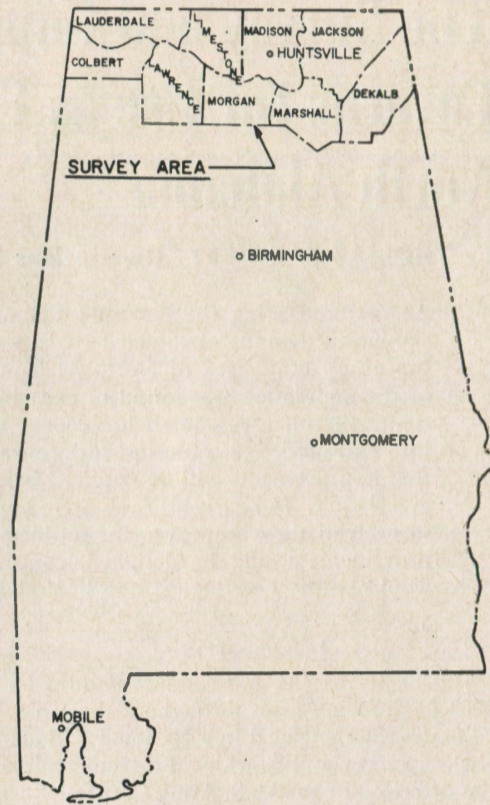 LAUDERDALE
LIMESTONE
MADISON
JACKSON
HUNTSVILLE
COLBERT
LAWRENCE
MORGAN
MARSHALL
DEKALB
SURVEY AREA
BIRMINGHAM
MONTGOMERY
MOBILE